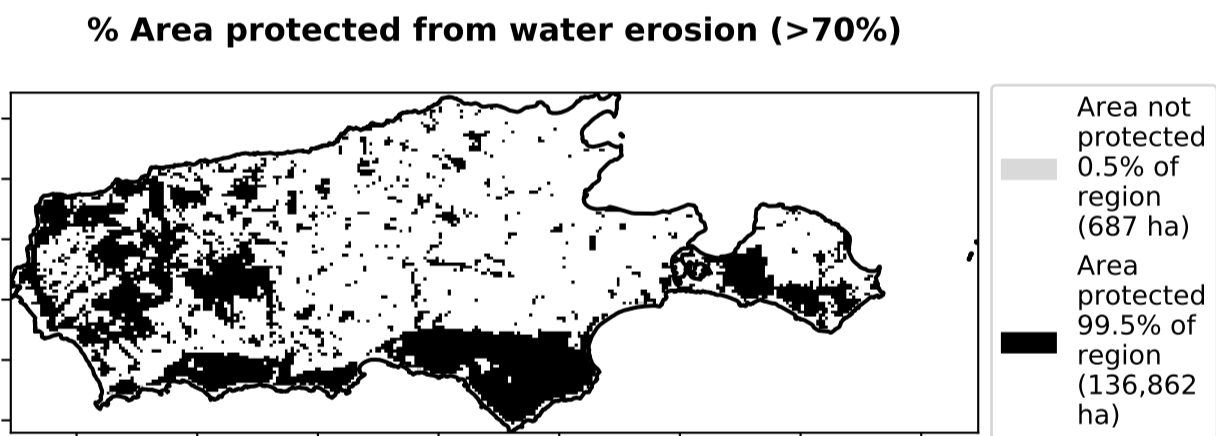 % Area protected from water erosion (>70%)
Area not
protected
0.5% of
region
(687 ha)
Area
protected
99.5% of
region
(136,862
ha)